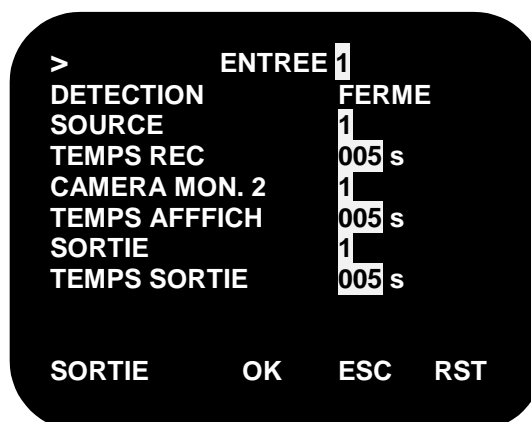 > ENTREE 1
DETECTION FERME
SOURCE 1
TEMPS REC 005 s
CAMERA MON. 2 1
TEMPS AFFFICH 005 s
SORTIE 1
TEMPS SORTIE 005 s
SORTIE OK ESC RST